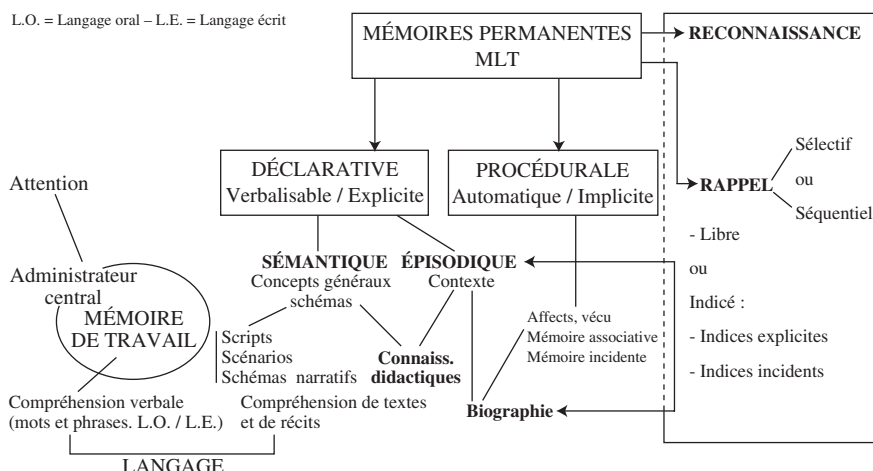 L.O. = Langage oral – L.E. = Langage écrit
MÉMOIRES PERMANENTES
MLT
RECONNAISSANCE
DÉCLARATIVE
Verbalisable / Explicite
PROCÉDURALE
Automatique / Implicite
RAPPEL
Sélectif
ou
Séquentiel
- Libre
ou
Indicé :
- Indices explicites
- Indices incidents
Attention
Administrateur
central
MÉMOIRE
DE TRAVAIL
SÉMANTIQUE
Concepts généraux
schémas
ÉPISODIQUE
Contexte
Scripts
Scénarios
Schémas narratifs
Connaiss.
didactiques
Affects, vécu
Mémoire associative
Mémoire incidente
Biographie
Compréhension verbale
(mots et phrases. L.O. / L.E.)
Compréhension de textes
et de récits
LANGAGE